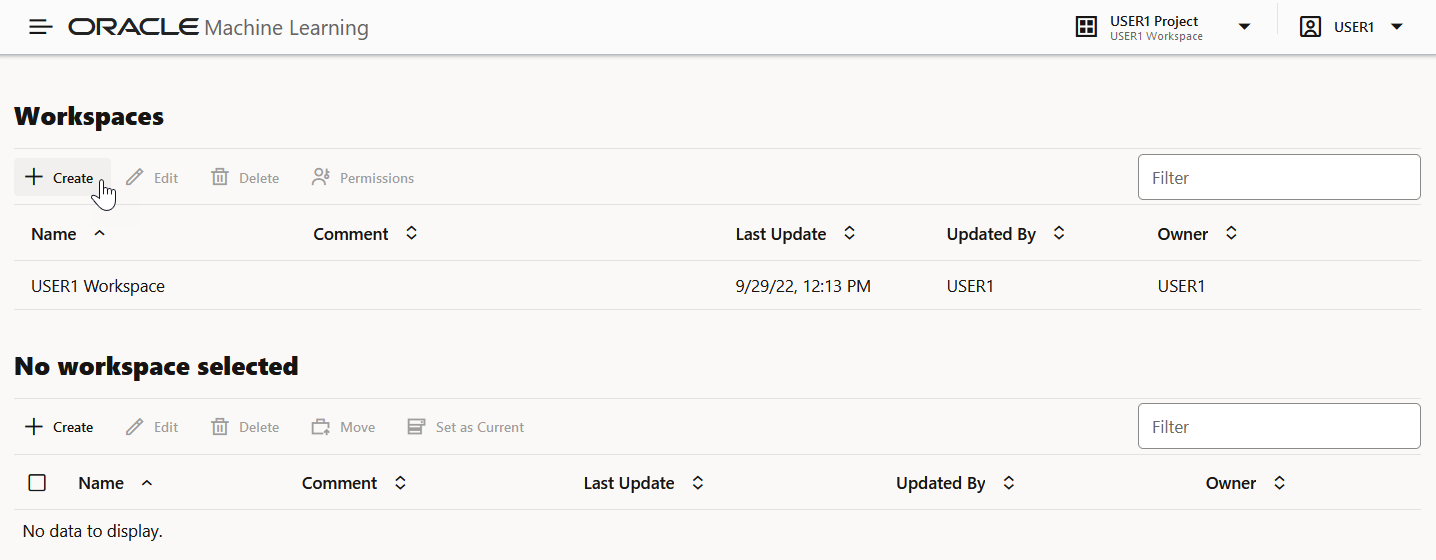 ORACLE Machine Learning
USER1 Project
USER1 Workspace
USER1
Workspaces
Create Edit Delete Permissions Filter
Name Comment Last Update Updated By Owner
USER1 Workspace 9/29/22, 12:13 PM USER1 USER1
No workspace selected
Create Edit Delete Move Set as Current Filter
Name Comment Last Update Updated By Owner
No data to display.